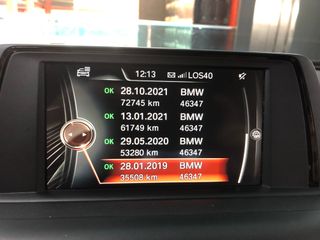 12:13 LOS40
OK 28.10.2021 BMW
72745 km 46347
OK 13.01.2021 BMW
61749 km 46347
OK 29.05.2020 BMW
53280 km 46347
OK 28.01.2019 BMW
35508 km 46347